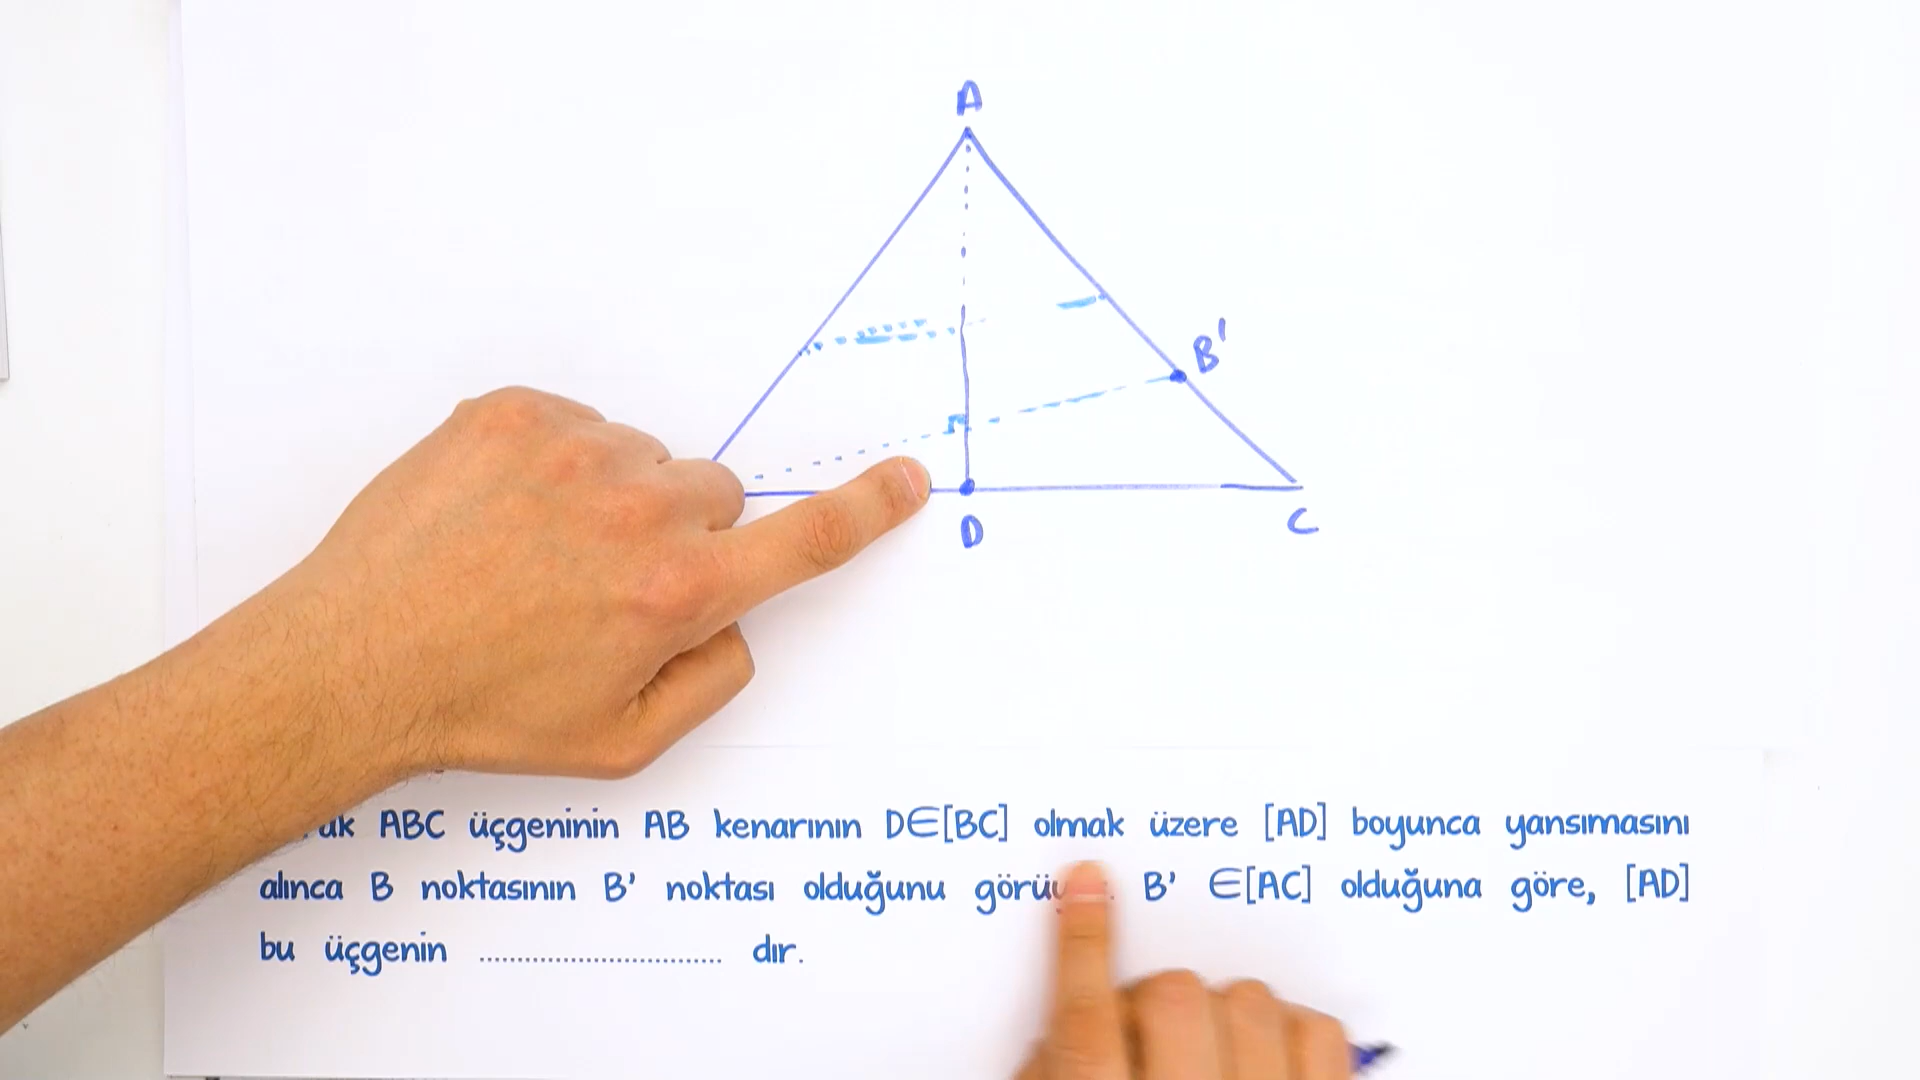 A
B'
D
C
ABC üçgeninin AB kenarının D∈[BC] olmak üzere [AD] boyunca yansımasını
alınca B noktasının B' noktası olduğunu B' ∈[AC] olduğuna göre, [AD]
bu üçgenin ................................ dır.